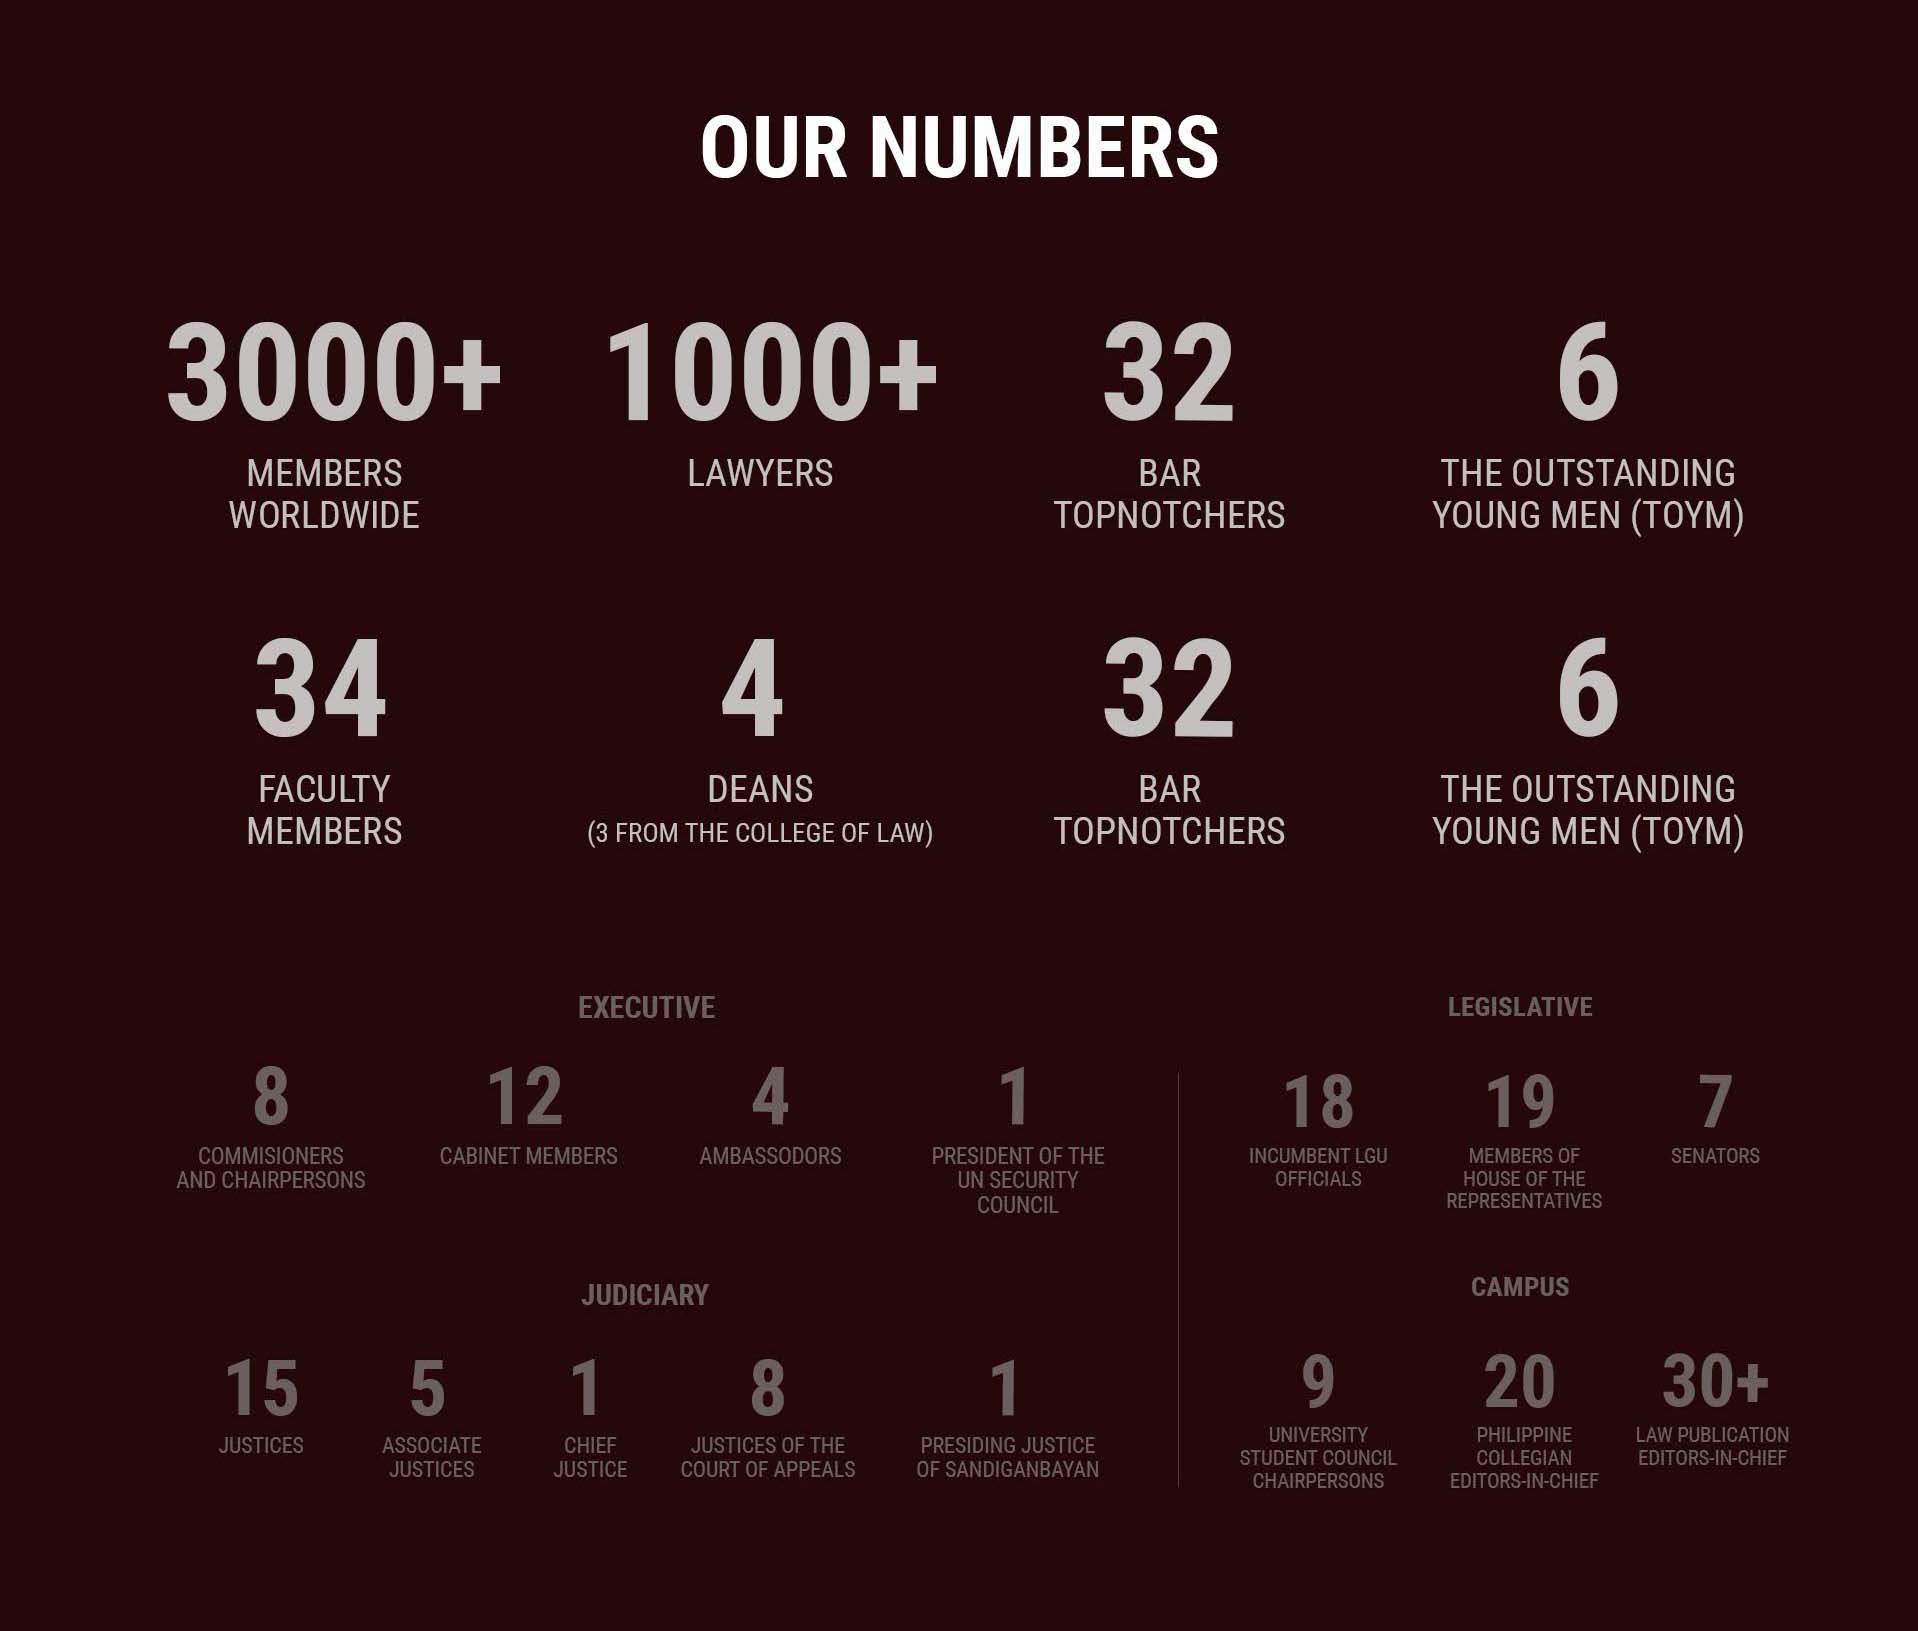 OUR NUMBERS
3000+
MEMBERS
WORLDWIDE
1000+
LAWYERS
32
BAR
TOPNOTCHERS
6
THE OUTSTANDING
YOUNG MEN (TOYM)
34
FACULTY
MEMBERS
4
DEANS
(3 FROM THE COLLEGE OF LAW)
32
BAR
TOPNOTCHERS
6
THE OUTSTANDING
YOUNG MEN (TOYM)
EXECUTIVE
8
COMMISIONERS
AND CHAIRPERSONS
12
CABINET MEMBERS
4
AMBASSODORS
1
PRESIDENT OF THE
UN SECURITY
COUNCIL
LEGISLATIVE
18
INCUMBENT LGU
OFFICIALS
19
MEMBERS OF
HOUSE OF THE
REPRESENTATIVES
7
SENATORS
JUDICIARY
15
JUSTICES
5
ASSOCIATE
JUSTICES
1
CHIEF
JUSTICE
8
JUSTICES OF THE
COURT OF APPEALS
1
PRESIDING JUSTICE
OF SANDIGANBAYAN
CAMPUS
9
UNIVERSITY
STUDENT COUNCIL
CHAIRPERSONS
20
PHILIPPINE
COLLEGIAN
EDITORS-IN-CHIEF
30+
LAW PUBLICATION
EDITORS-IN-CHIEF